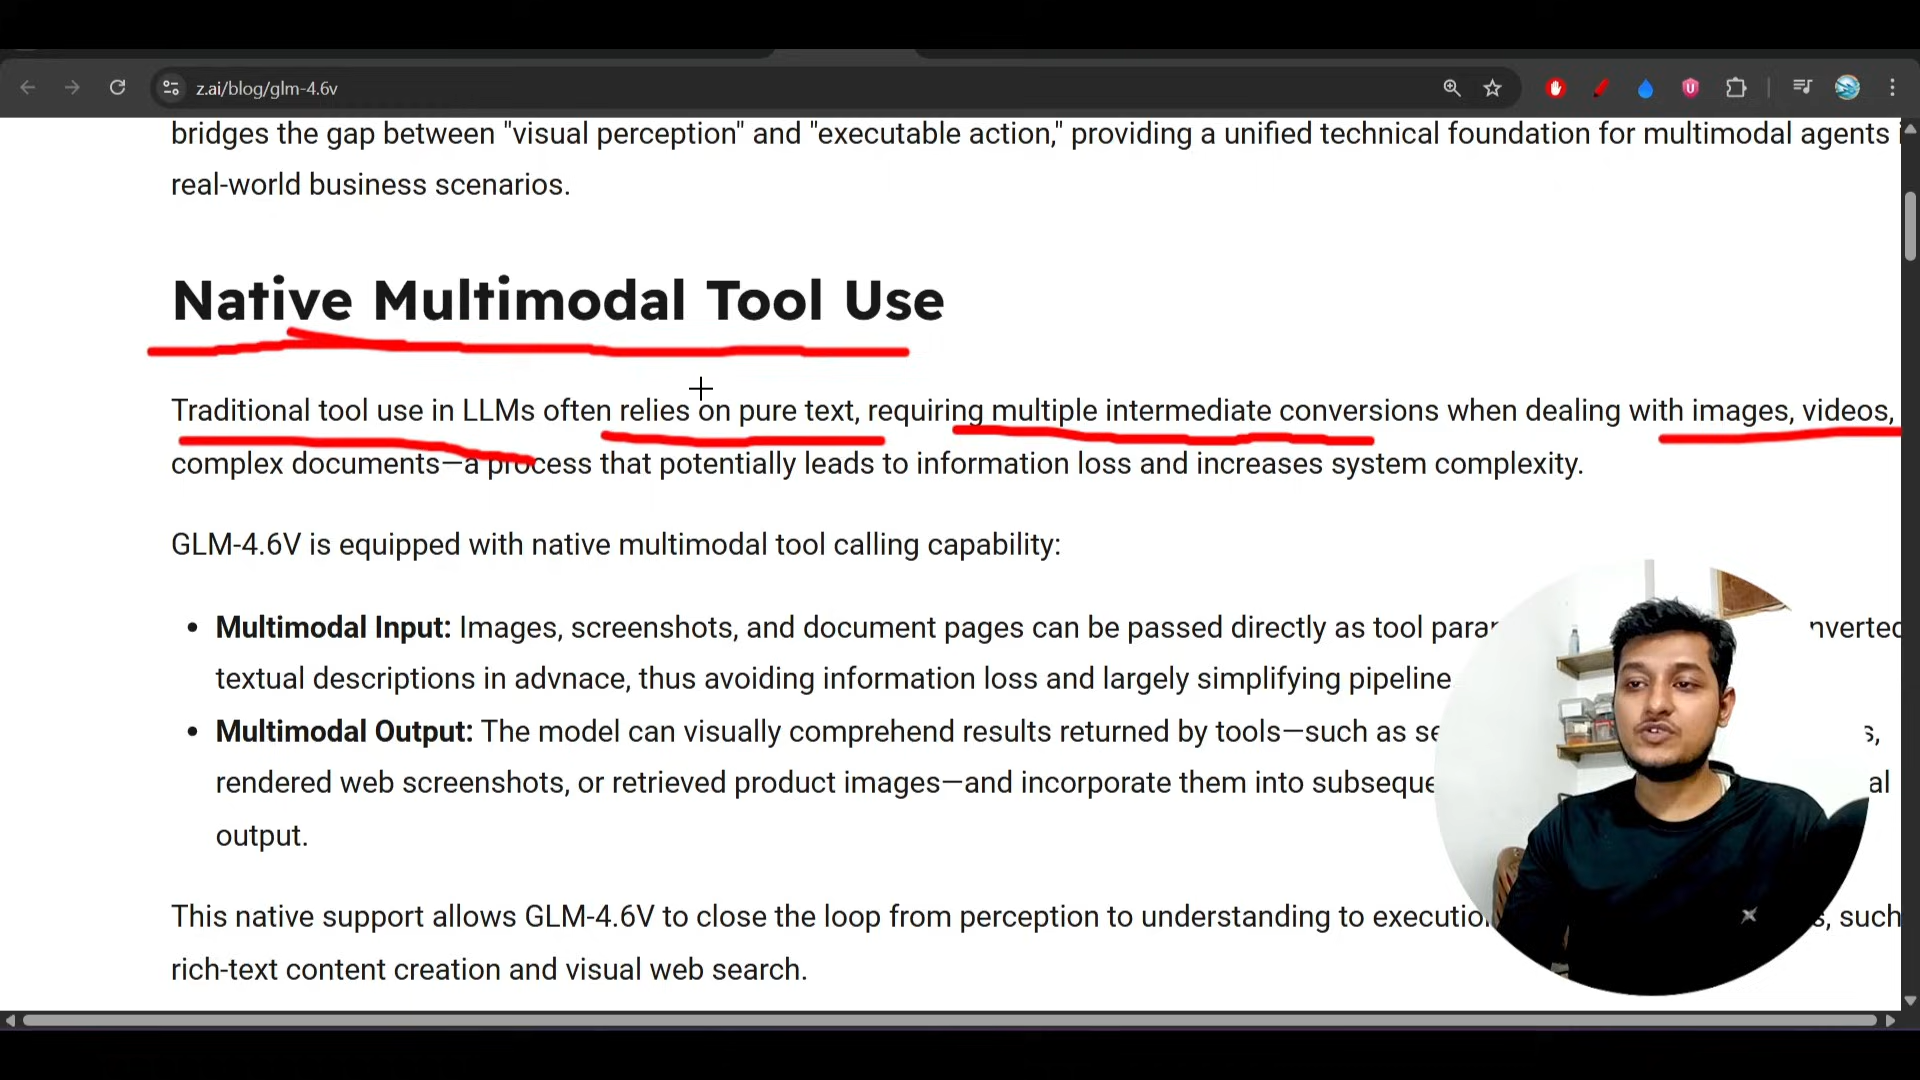 z.ai/blog/glm-4.6v
bridges the gap between "visual perception" and "executable action," providing a unified technical foundation for multimodal agents
real-world business scenarios.
Native Multimodal Tool Use
Traditional tool use in LLMs often relies on pure text, requiring multiple intermediate conversions when dealing with images, videos,
complex documents—a process that potentially leads to information loss and increases system complexity.
GLM-4.6V is equipped with native multimodal tool calling capability:
• Multimodal Input: Images, screenshots, and document pages can be passed directly as tool
textual descriptions in advnace, thus avoiding information loss and largely simplifying pipeline
• Multimodal Output: The model can visually comprehend results returned by tools—such as
rendered web screenshots, or retrieved product images—and incorporate them into
output.
This native support allows GLM-4.6V to close the loop from perception to understanding to such
rich-text content creation and visual web search.